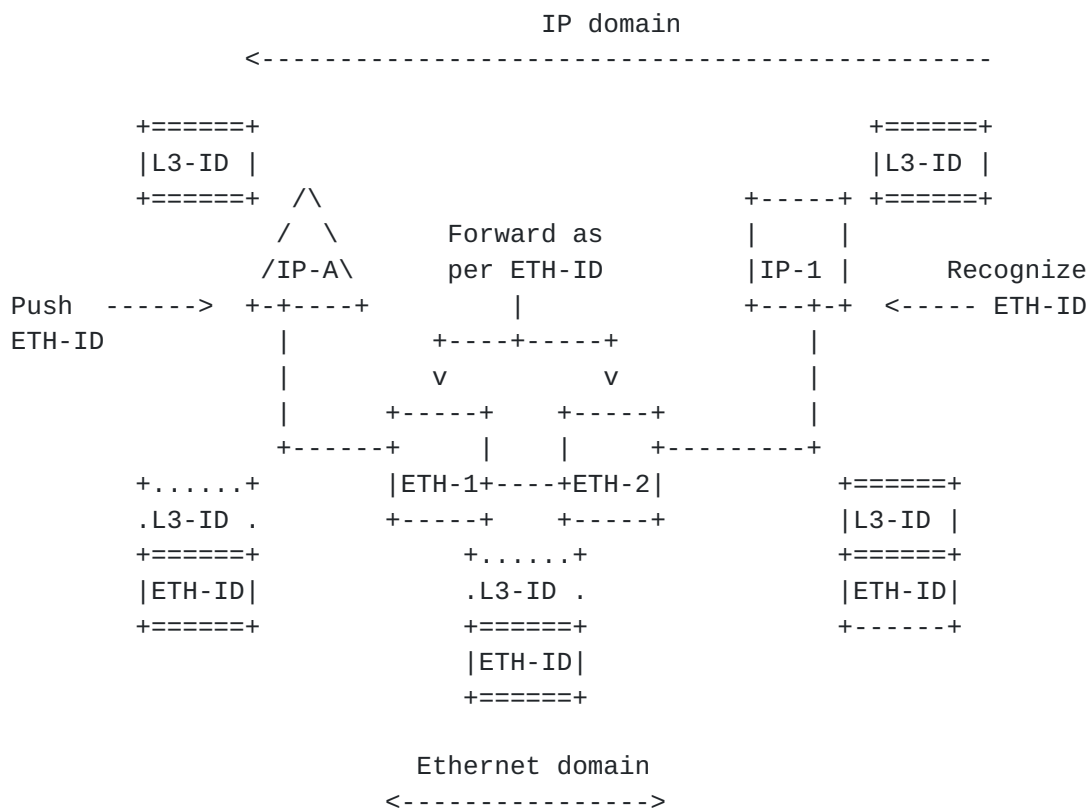 IP domain
<-----------------------------------------------
+======+ +======+
|L3-ID | |L3-ID |
+======+ /\ +-----+ +======+
/ \ Forward as | |
/IP-A\ per ETH-ID |IP-1 | Recognize
Push ------> +-+----+ | +---+-+ <----- ETH-ID
ETH-ID | +----+-----+ |
| v v |
| +-----+ +-----+ |
+------+ | | +---------+
+......+ |ETH-1+----+ETH-2| +======+
.L3-ID . +-----+ +-----+ |L3-ID |
+======+ +......+ +======+
|ETH-ID| .L3-ID . |ETH-ID|
+======+ +======+ +------+
|ETH-ID|
+======+
Ethernet domain
<---------------->